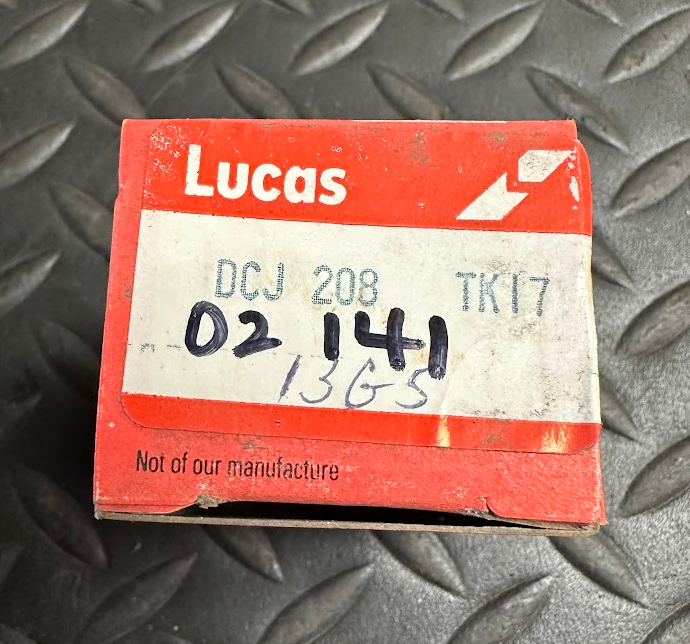 Lucas
DCJ 208 TK17
02 141
13G5
Not of our manufacture